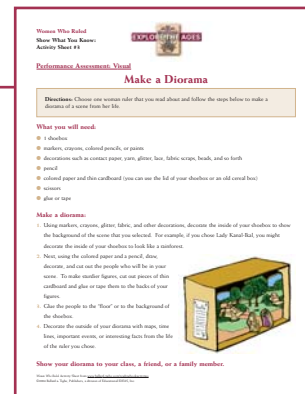 Women Who Ruled
Show What You Know:
Activity Sheet #3
EXPLORE THE AGES
Performance Assessment: Visual
Make a Diorama
Directions: Choose one woman ruler that you read about and follow the steps below to make a
diorama of a scene from her life.
What you will need:
1 shoebox
markers, crayons, colored pencils, or paints
decorations such as contact paper, yarn, glitter, lace, fabric scraps, beads, and so forth
pencil
colored paper and thin cardboard (you can use the lid of your shoebox or an old cereal box)
scissors
glue or tape
Make a diorama:
1. Using markers, crayons, glitter, fabric, and other decorations, decorate the inside of your shoebox to show
the background of the scene that you selected. For example, if you chose Lady Kanal-Ikal, you might
decorate the inside of your shoebox to look like a rainforest.
2. Next, using the colored paper and a pencil, draw,
decorate, and cut out the people who will be in your
scene. To make sturdier figures, cut out pieces of thin
cardboard and glue or tape them to the backs of your
figures.
3. Glue the people to the "floor" or to the background of
the shoebox.
4. Decorate the outside of your diorama with maps, time
lines, important events, or interesting facts from the life
of the ruler you chose.
Show your diorama to your class, a friend, or a family member.